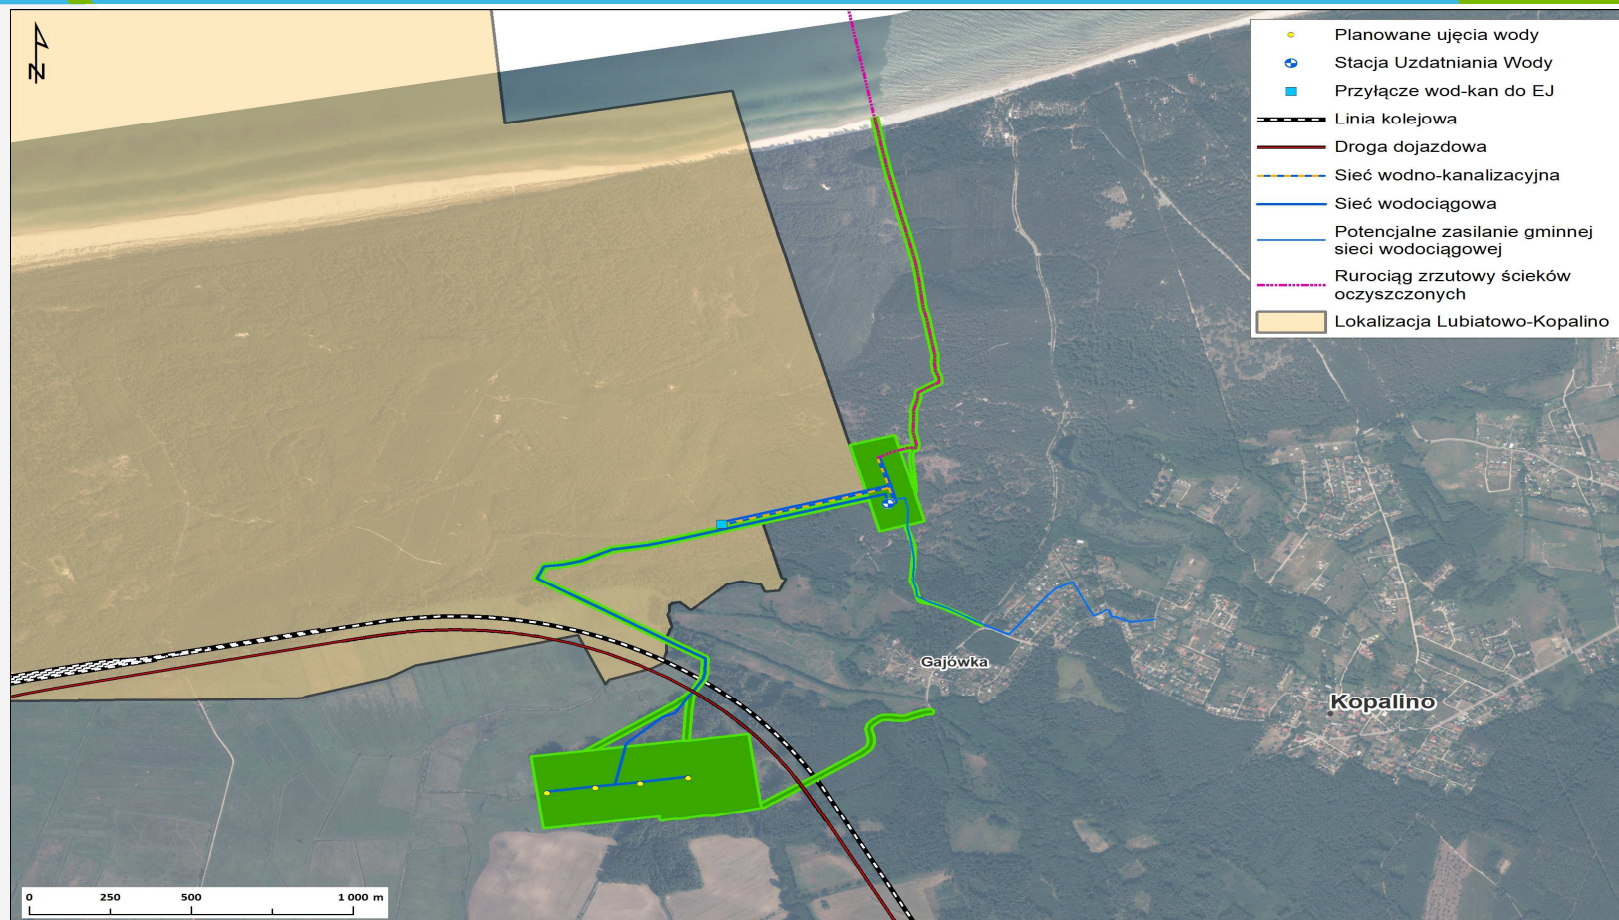 N
Planowane ujęcia wody
Stacja Uzdatniania Wody
Przyłącze wod-kan do EJ
Linia kolejowa
Droga dojazdowa
Sieć wodno-kanalizacyjna
Sieć wodociągowa
Potencjalne zasilanie gminnej
sieci wodociągowej
Rurociąg zrzutowy ścieków
oczyszczonych
Lokalizacja Lubiatowo-Kopalino
Gajówka
Kopalino
0 250 500 1 000 m